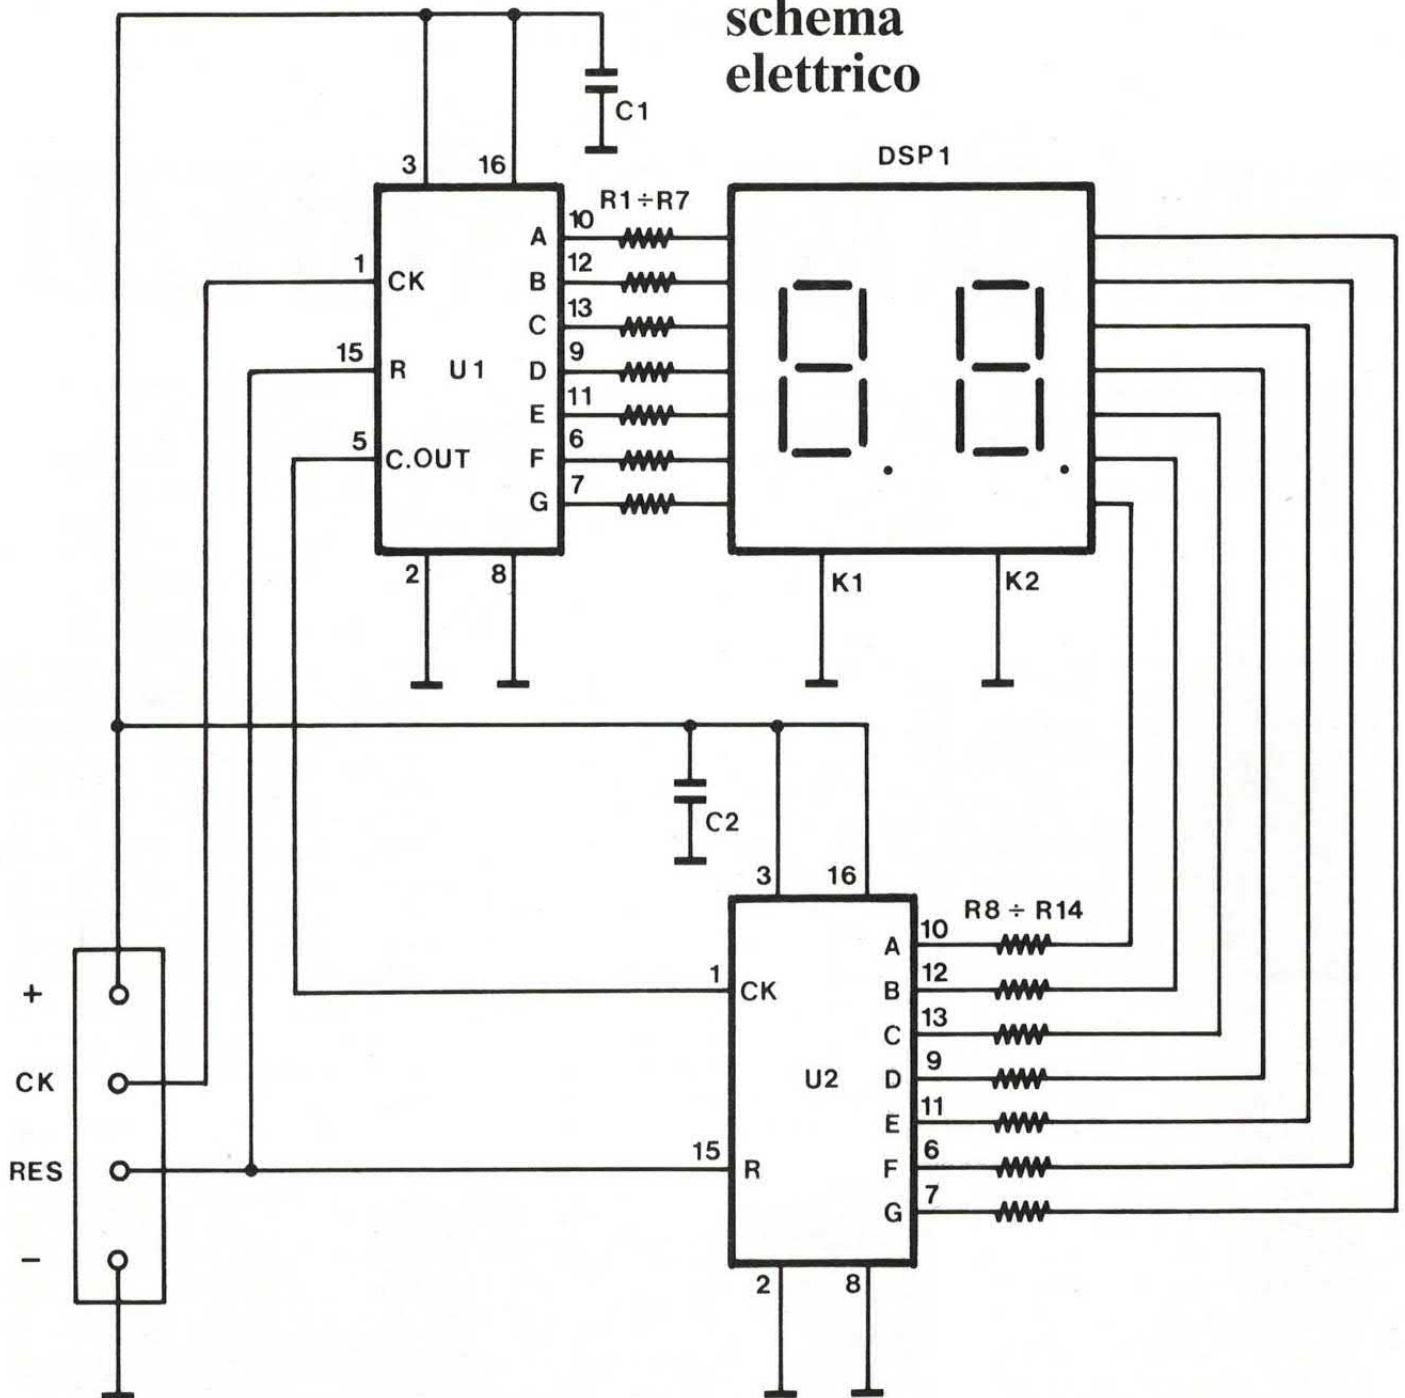 schema
elettrico
C1
DSP1
3 16
R1÷R7
A 10
1 CK
B 12
C 13
15 R U1
D 9
E 11
5 C.OUT
F 6
G 7
2 8
K1 K2
C2
3 16
R8 ÷ R14
A 10
+
1 CK
B 12
C 13
CK
U2
D 9
E 11
RES
15 R
F 6
G 7
−
2 8